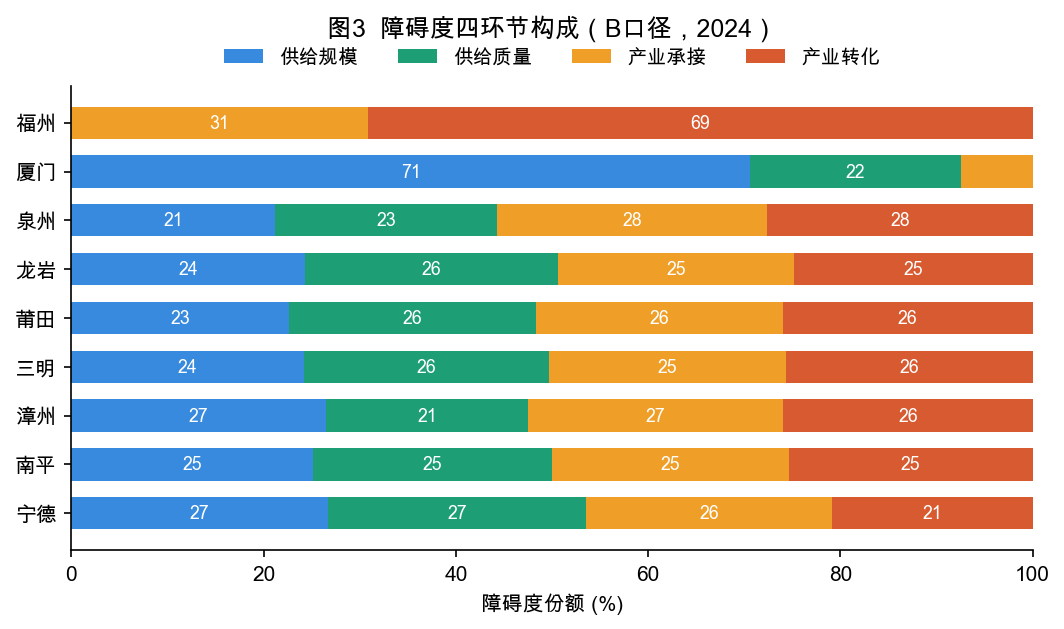 图3  障碍度四环节构成（B口径，2024）
供给规模 供给质量 产业承接 产业转化
福州 31 69
厦门 71 22
泉州 21 23 28 28
龙岩 24 26 25 25
莆田 23 26 26 26
三明 24 26 25 26
漳州 27 21 27 26
南平 25 25 25 25
宁德 27 27 26 21
0 20 40 60 80 100
障碍度份额 (%)